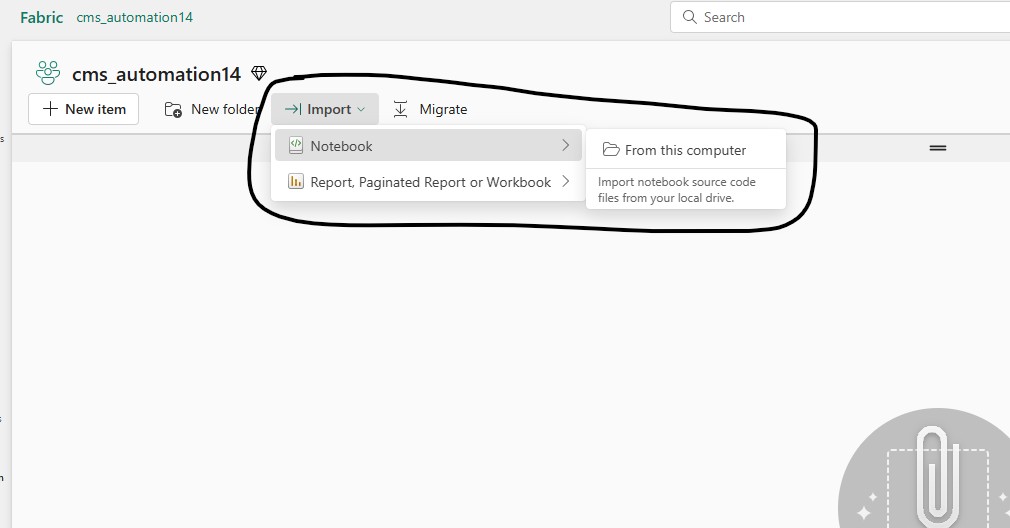 Fabric cms_automation14
Search
cms_automation14
New item New folder Import Migrate
Notebook
From this computer
Report, Paginated Report or Workbook
Import notebook source code
files from your local drive.